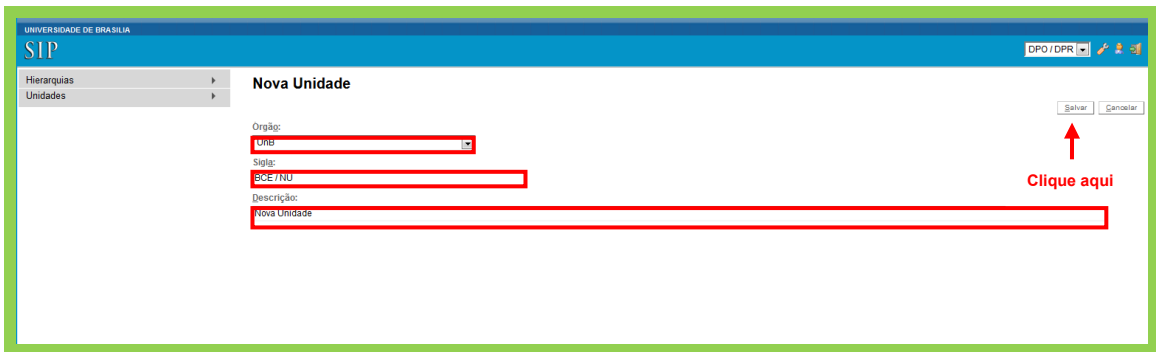 UNIVERSIDADE DE BRASILIA
SIP
DPO / DPR
Hierarquias
Unidades
Nova Unidade
Salvar Cancelar
Orgão:
UnB
Sigla:
BCE / NU
Clique aqui
Descrição:
Nova Unidade